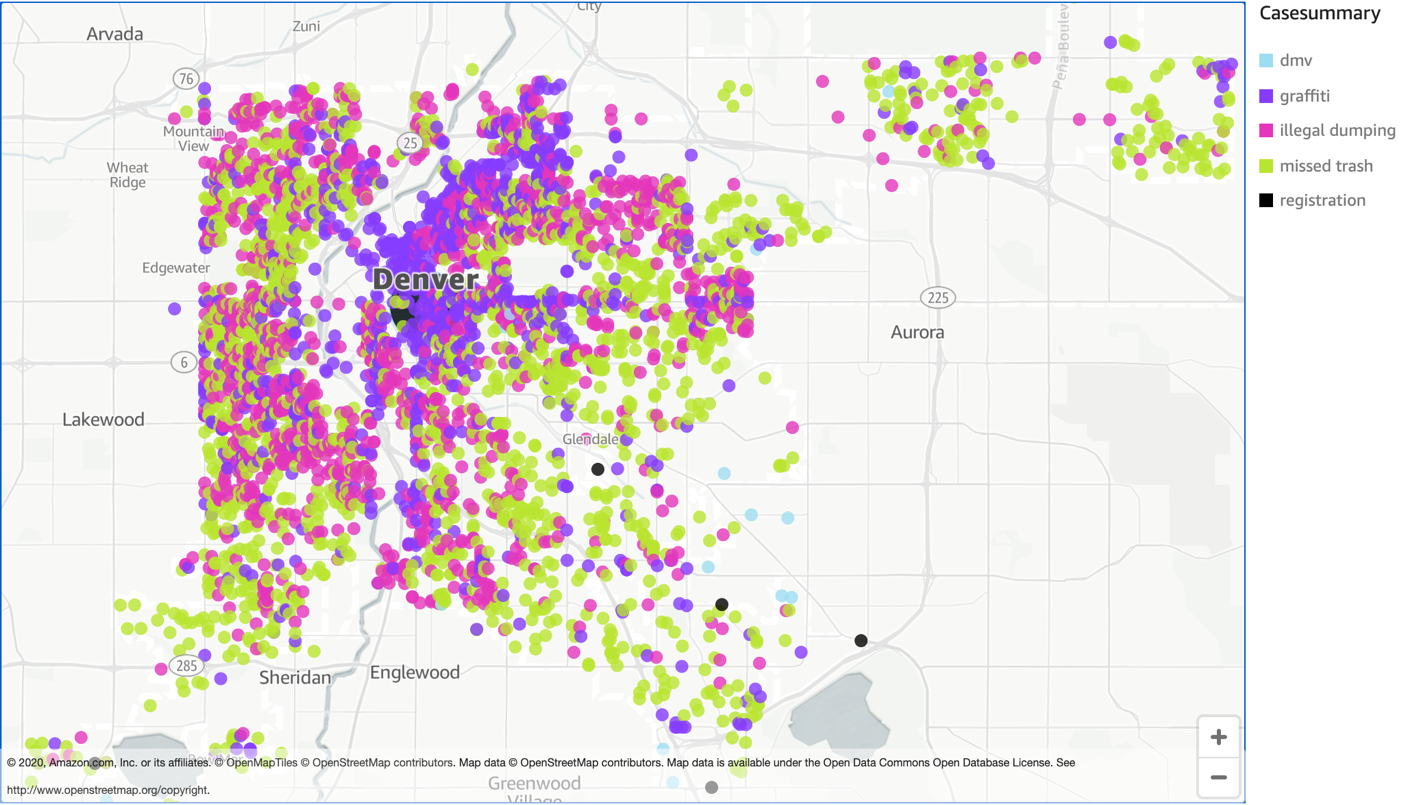 City
Casesummary
Arvada
Zuni
Peña Boulev
dmv
76
graffiti
Mountain
View
25
illegal dumping
Wheat
Ridge
missed trash
registration
Edgewater
Denver
225
Aurora
6
Lakewood
Glendale
285
Sheridan
Englewood
+
© 2020, Amazon.com, Inc. or its affiliates. © OpenMapTiles © OpenStreetMap contributors. Map data © OpenStreetMap contributors. Map data is available under the Open Data Commons Open Database License. See
−
Greenwood
http://www.openstreetmap.org/copyright.
Village